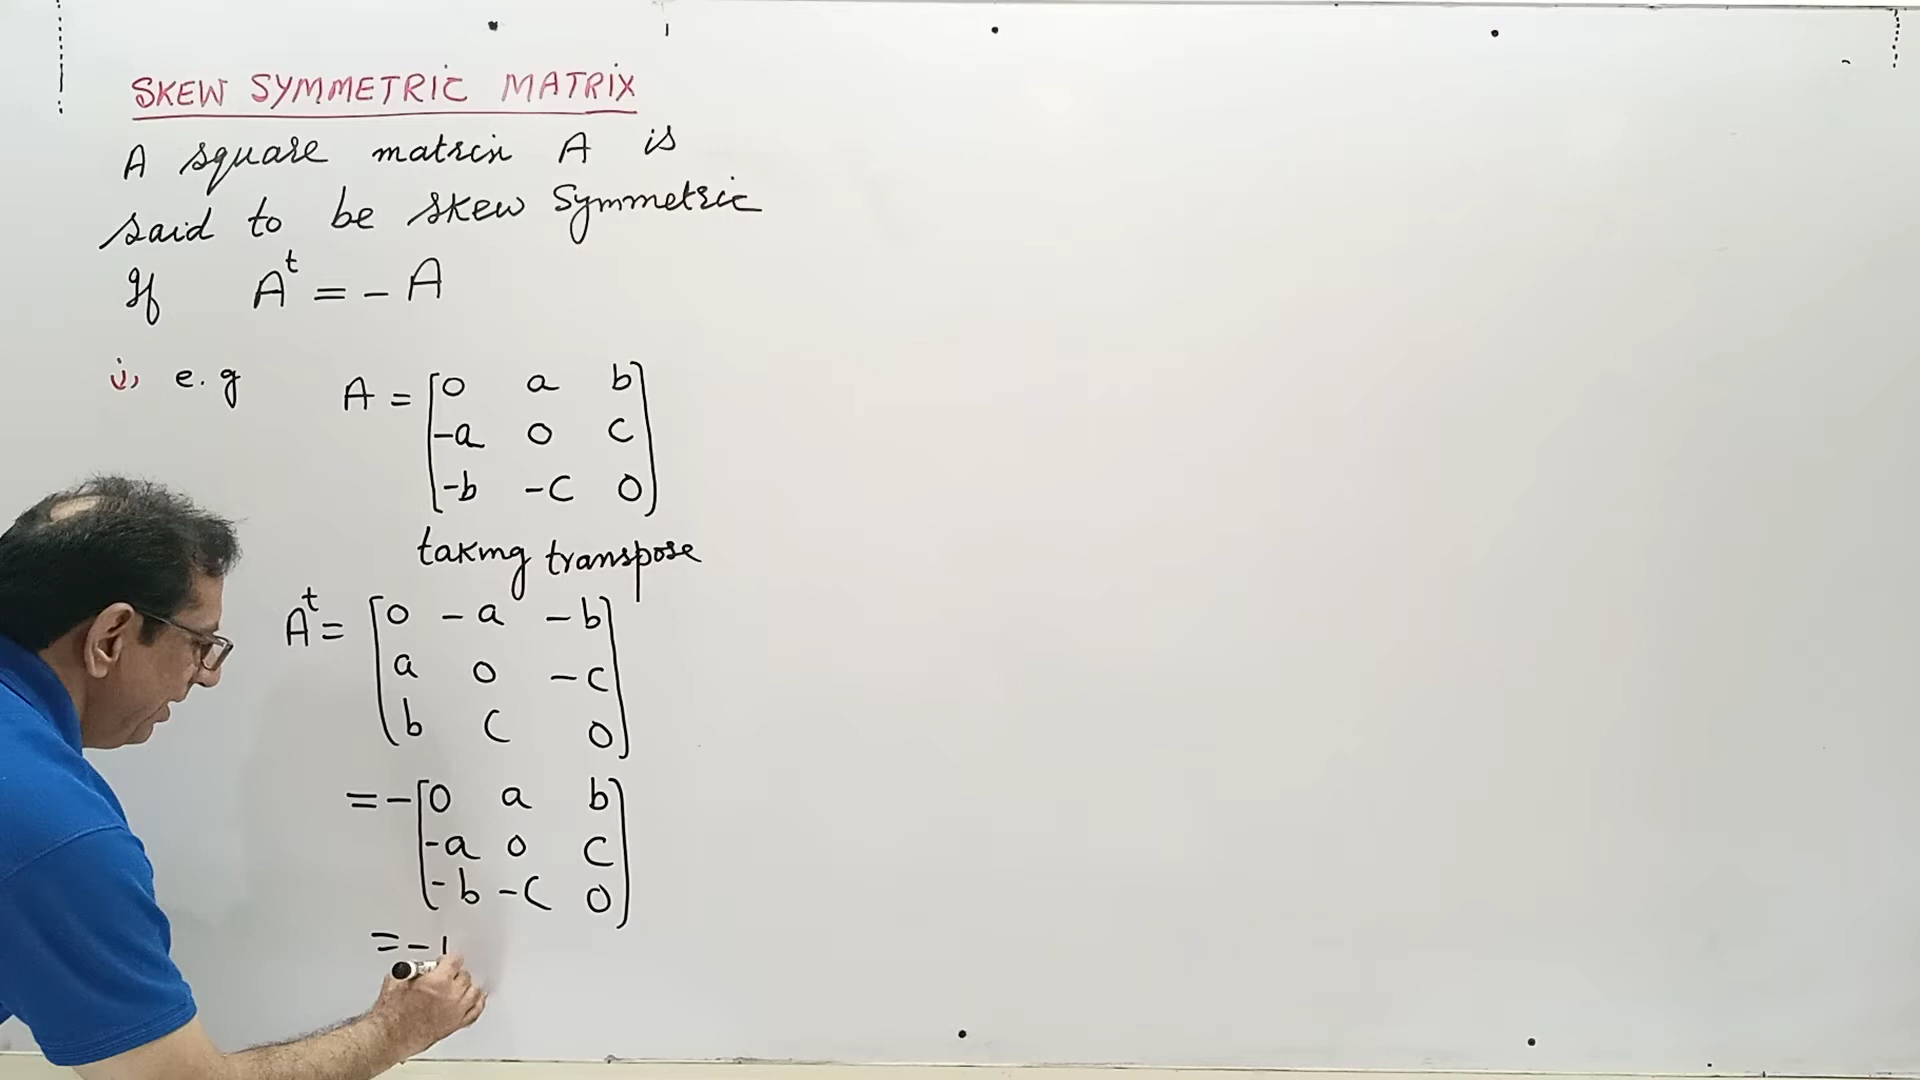 SKEW SYMMETRIC MATRIX
A square matrix A is
said to be skew symmetric
If A^t = - A
i, e.g A = [0 a b
-a 0 c
-b -c 0]
taking transpose
A^t = [0 -a -b
a 0 -c
b c 0]
= - [0 a b
-a 0 c
-b -c 0]
= -